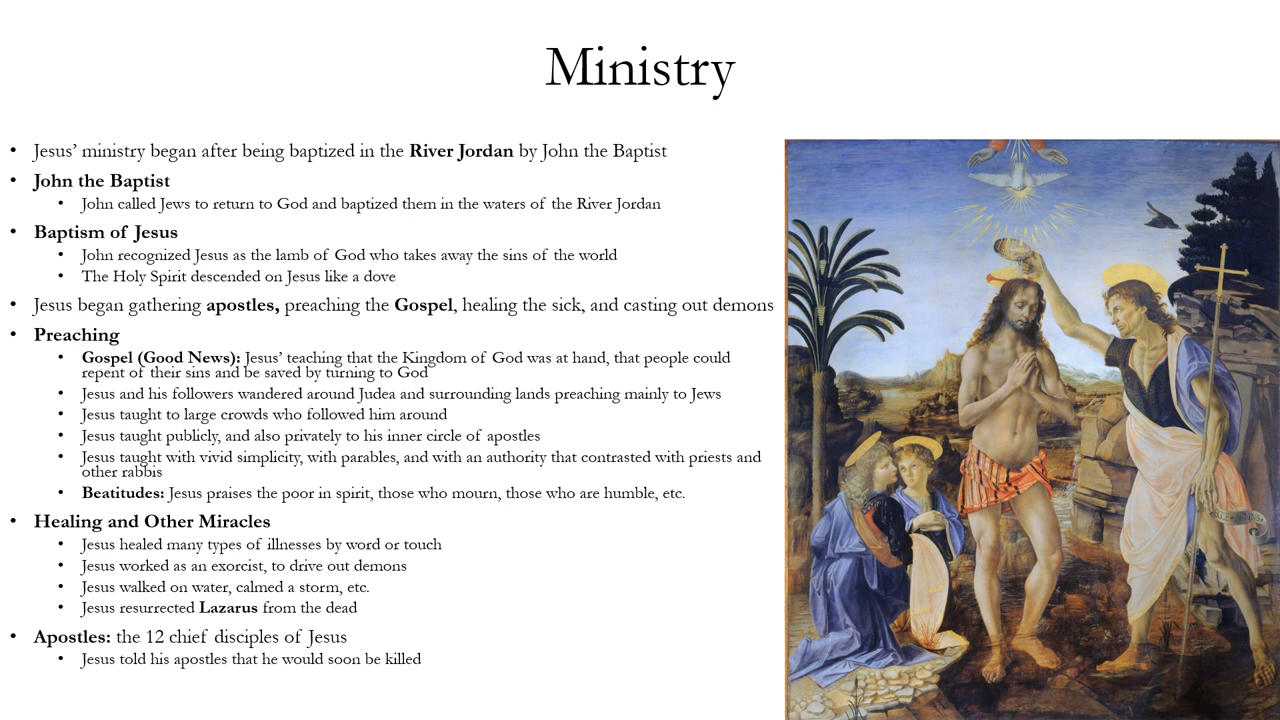 Ministry
• Jesus’ ministry began after being baptized in the River Jordan by John the Baptist
• John the Baptist
• John called Jews to return to God and baptized them in the waters of the River Jordan
• Baptism of Jesus
• John recognized Jesus as the lamb of God who takes away the sins of the world
• The Holy Spirit descended on Jesus like a dove
• Jesus began gathering apostles, preaching the Gospel, healing the sick, and casting out demons
• Preaching
• Gospel (Good News): Jesus’ teaching that the Kingdom of God was at hand, that people could
repent of their sins and be saved by turning to God
• Jesus and his followers wandered around Judea and surrounding lands preaching mainly to Jews
• Jesus taught to large crowds who followed him around
• Jesus taught publicly, and also privately to his inner circle of apostles
• Jesus taught with vivid simplicity, with parables, and with an authority that contrasted with priests and
other rabbis
• Beatitudes: Jesus praises the poor in spirit, those who mourn, those who are humble, etc.
• Healing and Other Miracles
• Jesus healed many types of illnesses by word or touch
• Jesus worked as an exorcist, to drive out demons
• Jesus walked on water, calmed a storm, etc.
• Jesus resurrected Lazarus from the dead
• Apostles: the 12 chief disciples of Jesus
• Jesus told his apostles that he would soon be killed